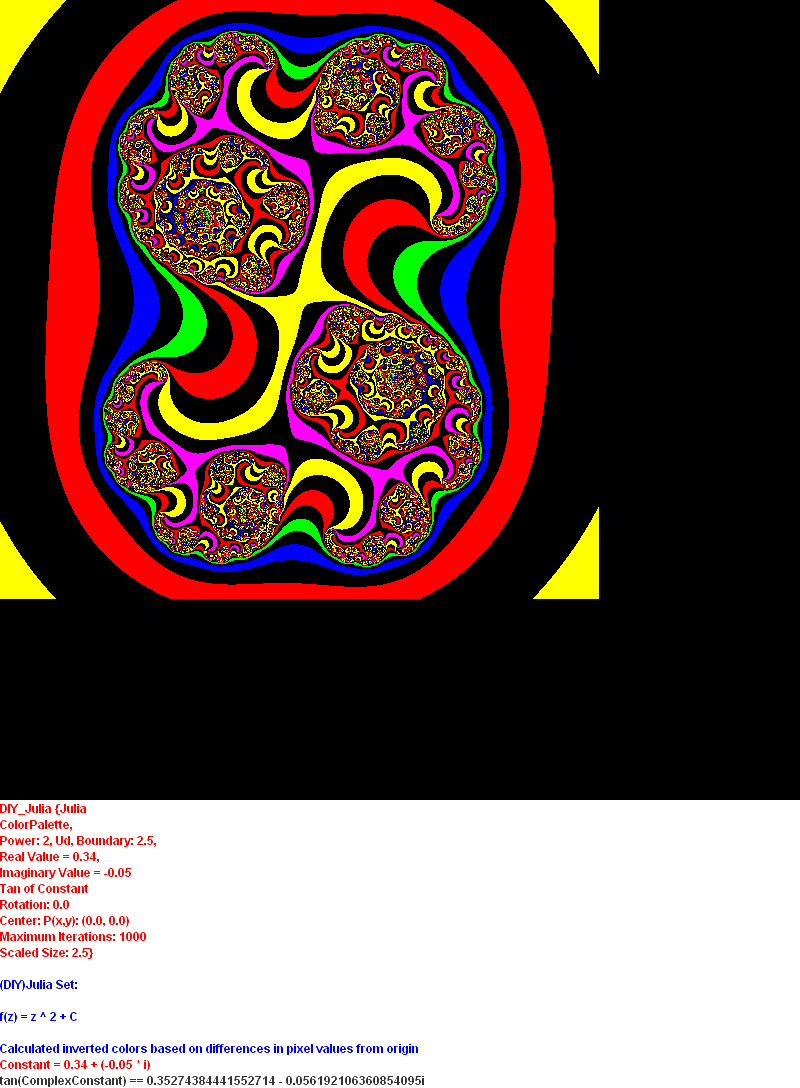 DIY_Julia {Julia
ColorPalette,
Power: 2, Ud, Boundary: 2.5,
Real Value = 0.34,
Imaginary Value = -0.05
Tan of Constant
Rotation: 0.0
Center: P(x,y): (0.0, 0.0)
Maximum Iterations: 1000
Scaled Size: 2.5}
(DIY)Julia Set:
f(z) = z ^ 2 + C
Calculated inverted colors based on differences in pixel values from origin
Constant = 0.34 + (-0.05 * i)
tan(ComplexConstant) == 0.35274384441552714 - 0.056192106360854095i